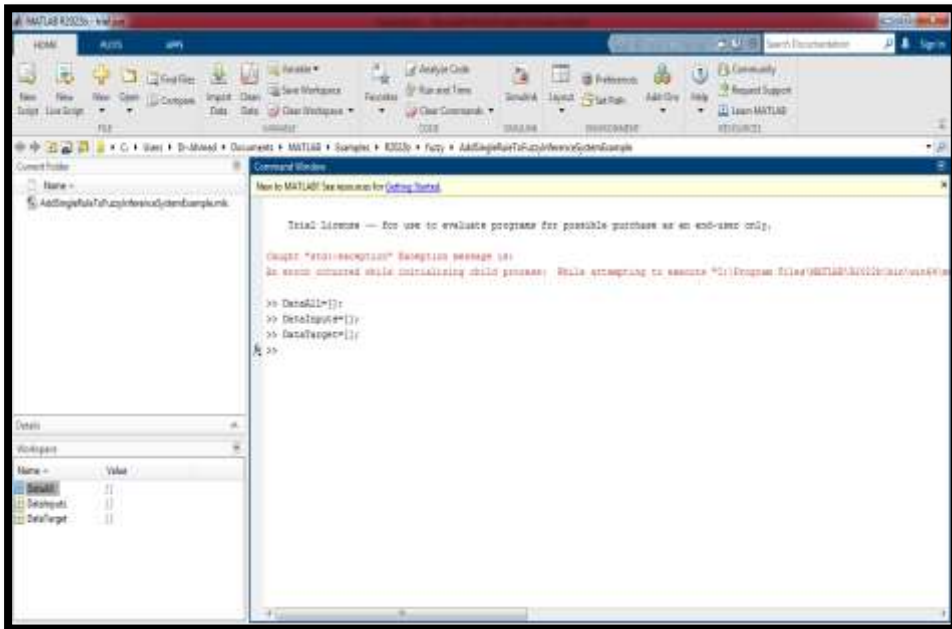 MATLAB R2022b - trial use
HOME PLOTS APPS
Search Documentation Sign In
New Script New Live Script New Open Find Files Compare Import Data Clean Data Variable Save Workspace Clear Workspace Favorites Analyze Code Run and Time Clear Commands Simulink Layout Preferences Set Path Add-Ons Help Community Request Support Learn MATLAB
FILE VARIABLE CODE SIMULINK ENVIRONMENT RESOURCES
C: Users Documents MATLAB Examples R2022b fuzzy AddSingleRuleToFuzzyInferenceSystemExample
Current Folder
Name
AddSingleRuleToFuzzyInferenceSystemExample.mlx
Details
Workspace
Name Value
DataAll []
DataInputs []
DataTarget []
Command Window
New to MATLAB? See resources for Getting Started.
Trial License -- for use to evaluate programs for possible purchase as an end-user only.
Caught "std::exception" Exception message is:
An error occurred while initializing child process: While attempting to execute "C:\Program Files\MATLAB\R2022b\bin\win64\
>> DataAll=[];
>> DataInputs=[];
>> DataTarget=[];
fx >>